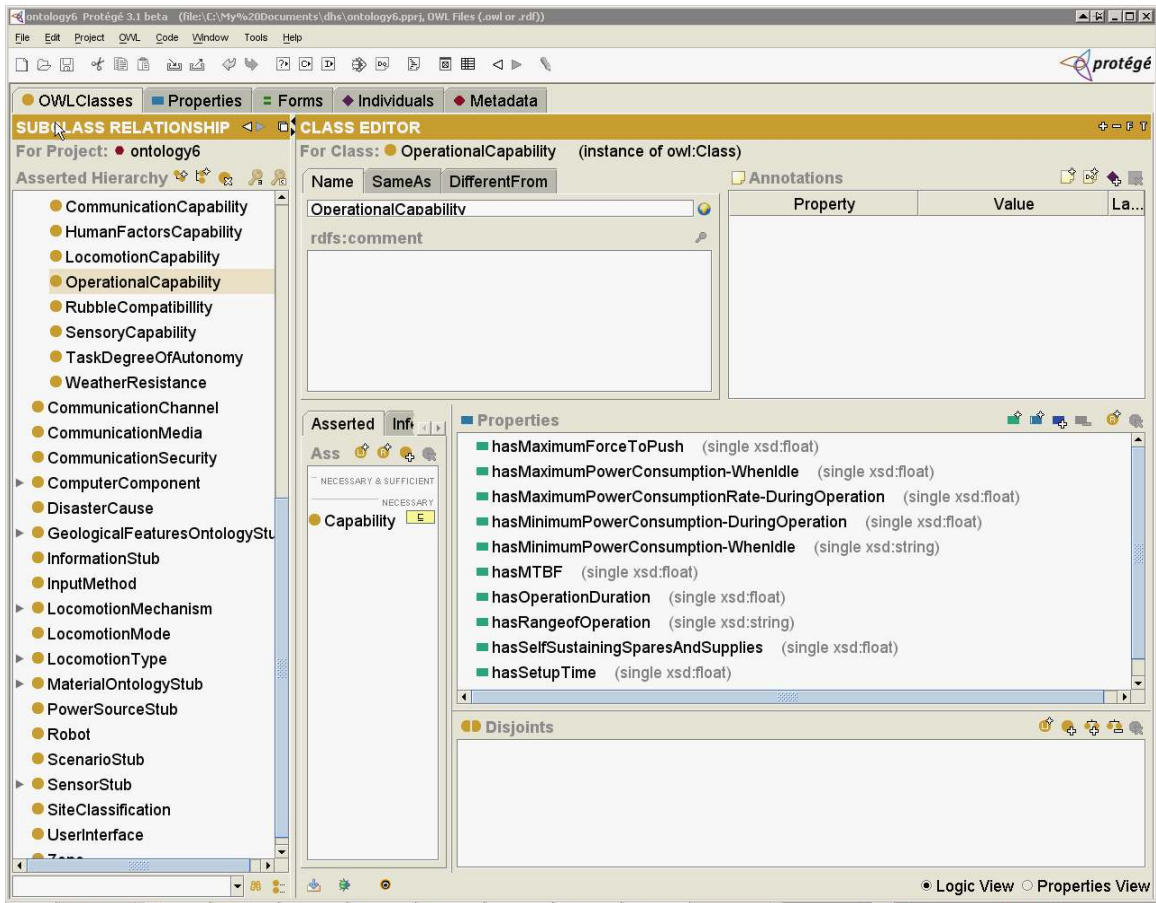 ontology6 Protégé 3.1 beta (file:\C:\My%20Documents\dhs\ontology6.pprj, OWL Files (.owl or .rdf))
File Edit Project OWL Code Window Tools Help
protégé
OWLClasses Properties Forms Individuals Metadata
SUBCLASS RELATIONSHIP CLASS EDITOR
For Project: ontology6 For Class: OperationalCapability (instance of owl:Class)
Asserted Hierarchy Name SameAs DifferentFrom Annotations
OperationalCapability Property Value La...
rdfs:comment
CommunicationCapability
HumanFactorsCapability
LocomotionCapability
OperationalCapability
RubbleCompatibillity
SensoryCapability
TaskDegreeOfAutonomy
WeatherResistance
CommunicationChannel
CommunicationMedia
CommunicationSecurity
ComputerComponent
DisasterCause
GeologicalFeaturesOntologyStu
InformationStub
InputMethod
LocomotionMechanism
LocomotionMode
LocomotionType
MaterialOntologyStub
PowerSourceStub
Robot
ScenarioStub
SensorStub
SiteClassification
UserInterface
Asserted Infe
Ass
NECESSARY & SUFFICIENT
NECESSARY
Capability
Properties
hasMaximumForceToPush (single xsd:float)
hasMaximumPowerConsumption-WhenIdle (single xsd:float)
hasMaximumPowerConsumptionRate-DuringOperation (single xsd:float)
hasMinimumPowerConsumption-DuringOperation (single xsd:float)
hasMinimumPowerConsumption-WhenIdle (single xsd:string)
hasMTBF (single xsd:float)
hasOperationDuration (single xsd:float)
hasRangeofOperation (single xsd:string)
hasSelfSustainingSparesAndSupplies (single xsd:float)
hasSetupTime (single xsd:float)
Disjoints
Logic View Properties View